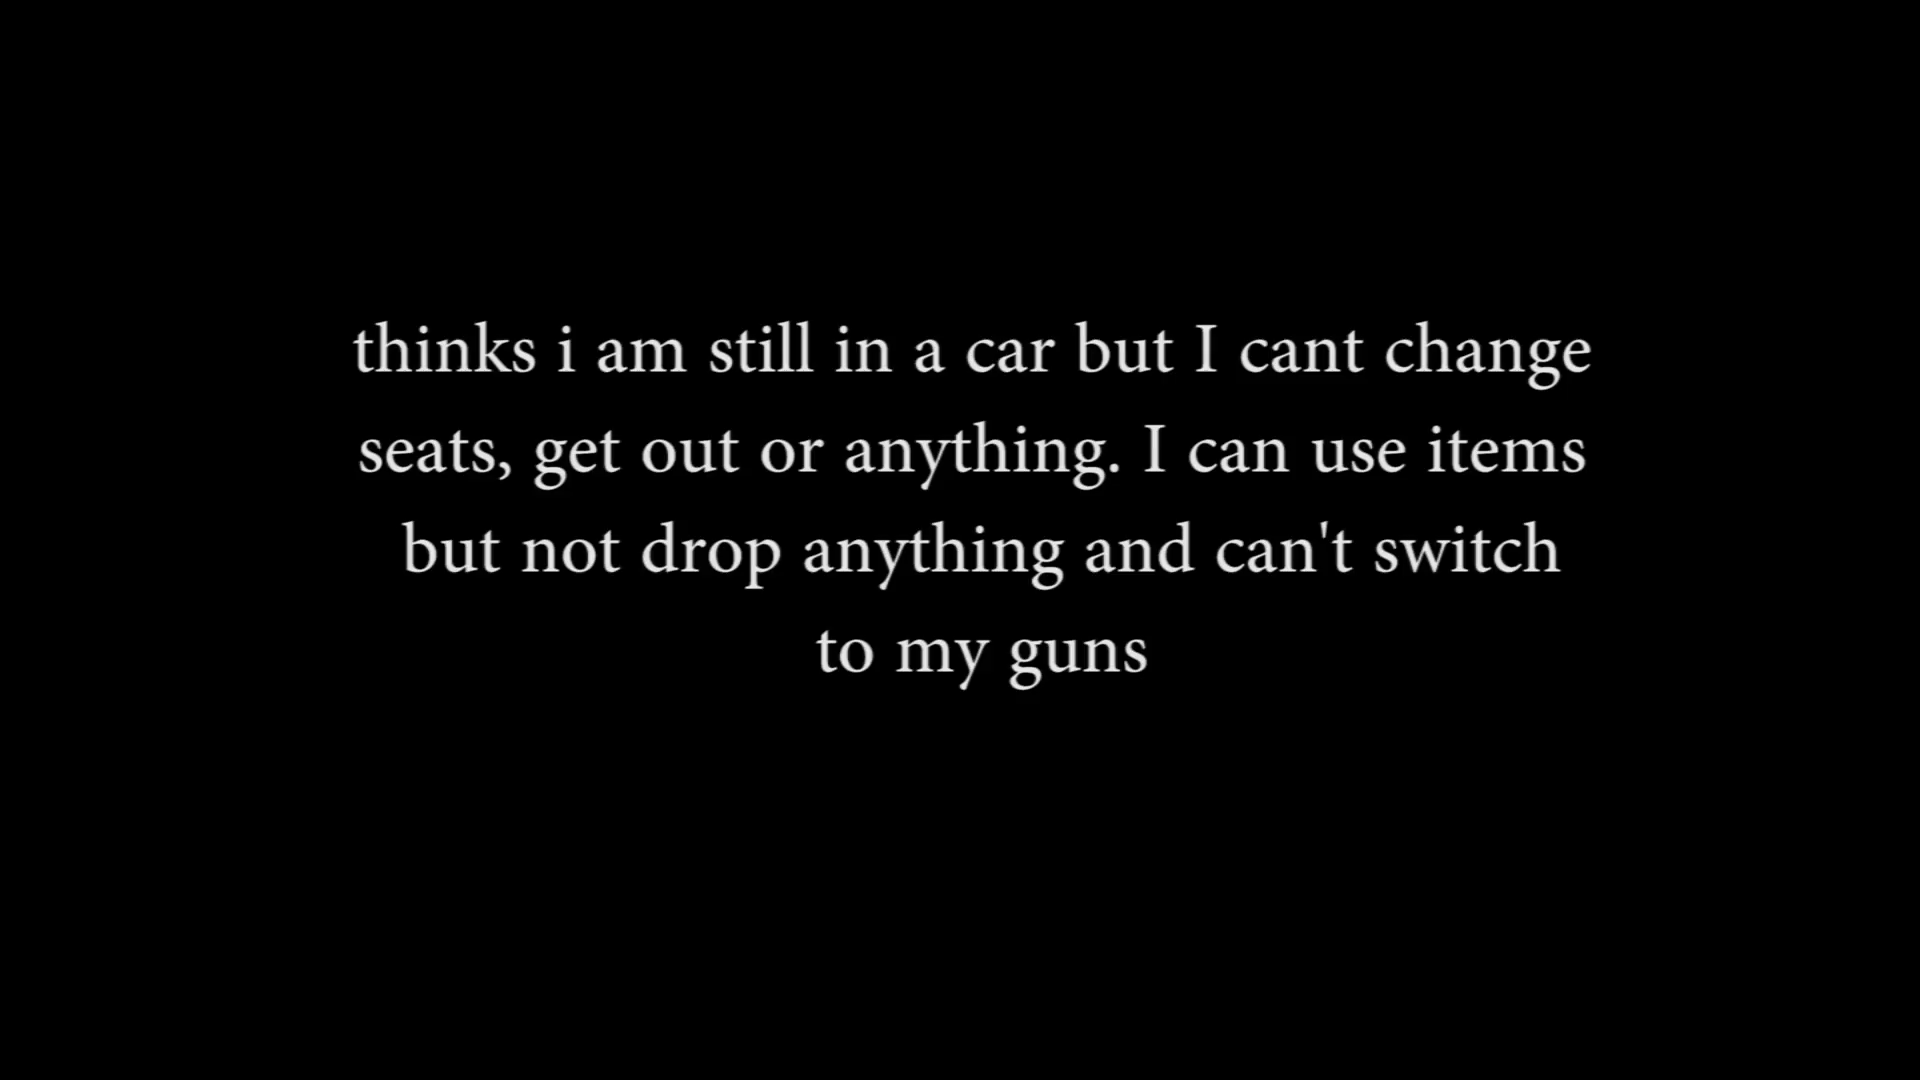 thinks i am still in a car but I cant change
seats, get out or anything. I can use items
but not drop anything and can't switch
to my guns